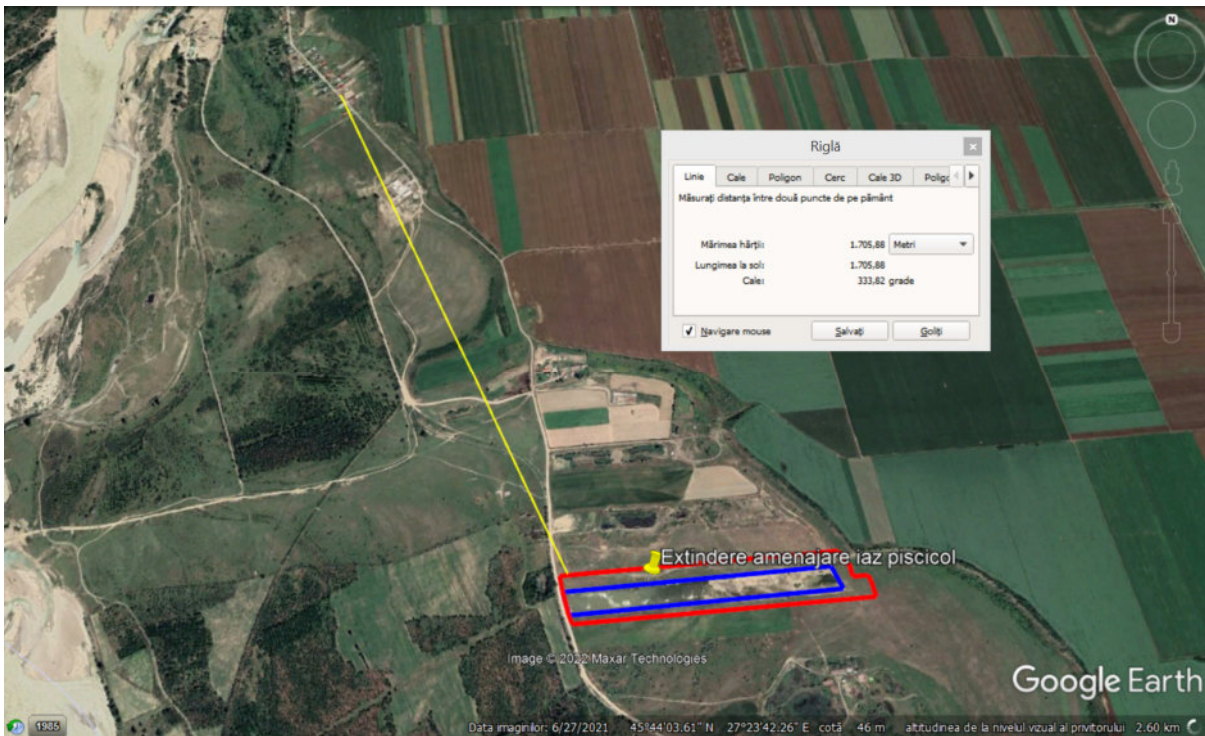 N
Riglă
Linie Cale Poligon Cerc Cale 3D Poligo
Măsurați distanța între două puncte de pe pământ
Mărimea hărții: 1.705,88 Metri
Lungimea la sol: 1.705,88
Cale: 333,82 grade
Navigare mouse Salvați Goliți
Extindere amenajare iaz piscicol
Image © 2022 Maxar Technologies
Google Earth
1985 Data imaginilor: 6/27/2021 45°44'03.61" N 27°23'42.26" E cotă 46 m altitudinea de la nivelul vizual al privitorului 2.60 km